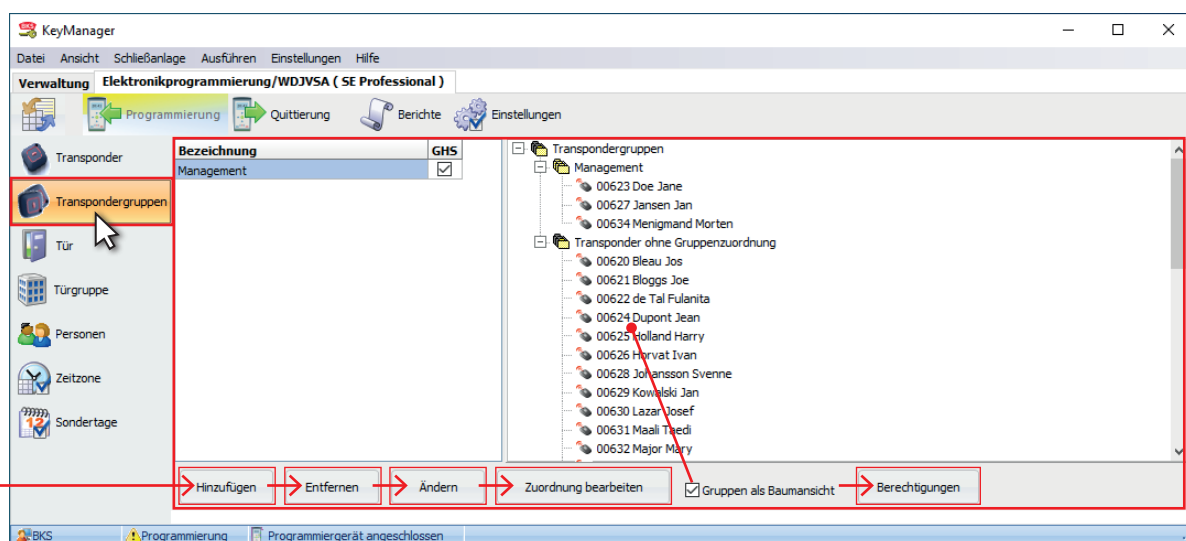 BKS KeyManager
Datei Ansicht Schließanlage Ausführen Einstellungen Hilfe
Verwaltung Elektronikprogrammierung/WDJVSA ( SE Professional )
Programmierung Quittierung Berichte Einstellungen
Transponder
Transpondergruppen
Tür
Türgruppe
Personen
Zeitzone
12
Sondertage
Bezeichnung GHS
Management
Transpondergruppen
Management
00623 Doe Jane
00627 Jansen Jan
00634 Menigmand Morten
Transponder ohne Gruppenzuordnung
00620 Bleau Jos
00621 Bloggs Joe
00622 de Tal Fulanita
00624 Dupont Jean
00625 Holland Harry
00626 Horvat Ivan
00628 Johansson Svenne
00629 Kowalski Jan
00630 Lazar Josef
00631 Maali Thedi
00632 Major Mary
Hinzufügen Entfernen Ändern Zuordnung bearbeiten Gruppen als Baumansicht Berechtigungen
BKS Programmierung Programmiergerät angeschlossen